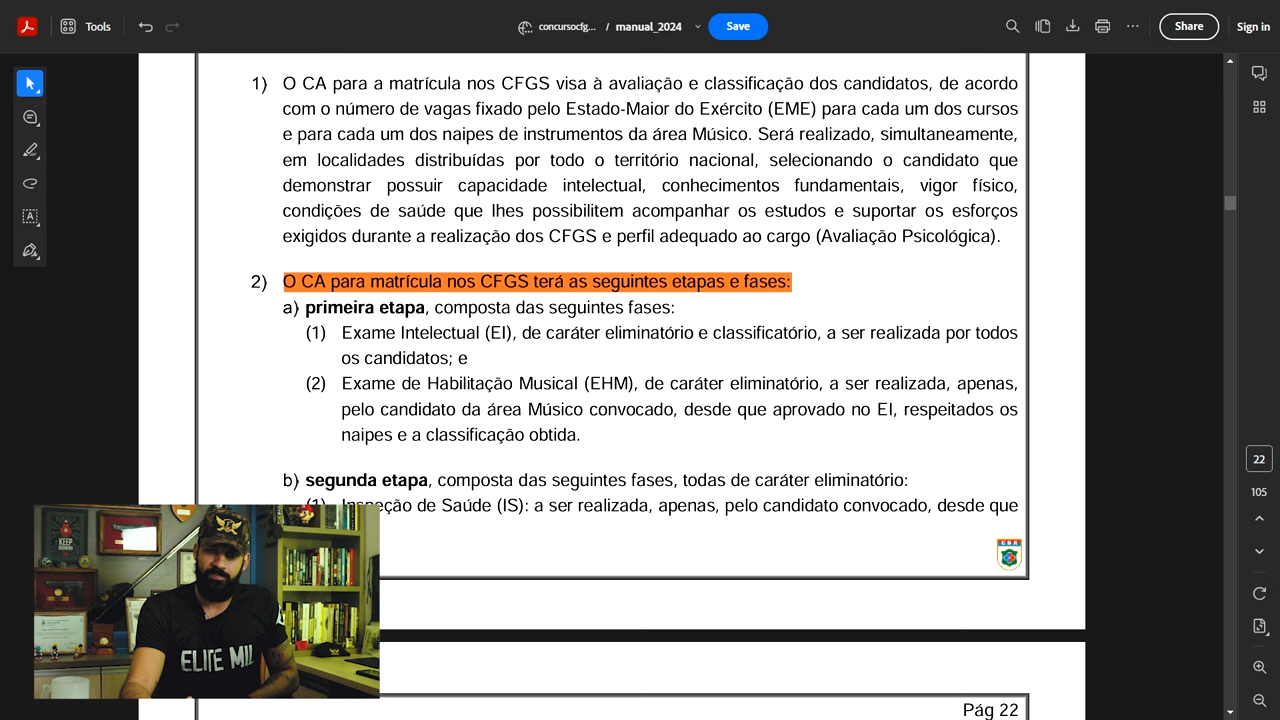 Tools
concursocfg... / manual_2024
Save
Share
Sign in
1) O CA para a matrícula nos CFGS visa à avaliação e classificação dos candidatos, de acordo
com o número de vagas fixado pelo Estado-Maior do Exército (EME) para cada um dos cursos
e para cada um dos naipes de instrumentos da área Músico. Será realizado, simultaneamente,
em localidades distribuídas por todo o território nacional, selecionando o candidato que
demonstrar possuir capacidade intelectual, conhecimentos fundamentais, vigor físico,
condições de saúde que lhes possibilitem acompanhar os estudos e suportar os esforços
exigidos durante a realização dos CFGS e perfil adequado ao cargo (Avaliação Psicológica).
2) O CA para matrícula nos CFGS terá as seguintes etapas e fases:
a) primeira etapa, composta das seguintes fases:
(1) Exame Intelectual (EI), de caráter eliminatório e classificatório, a ser realizada por todos
os candidatos; e
(2) Exame de Habilitação Musical (EHM), de caráter eliminatório, a ser realizada, apenas,
pelo candidato da área Músico convocado, desde que aprovado no EI, respeitados os
naipes e a classificação obtida.
b) segunda etapa, composta das seguintes fases, todas de caráter eliminatório:
(1) Inspeção de Saúde (IS): a ser realizada, apenas, pelo candidato convocado, desde que
22
105
ESA
KEEP
ELITE MIL
Pág 22